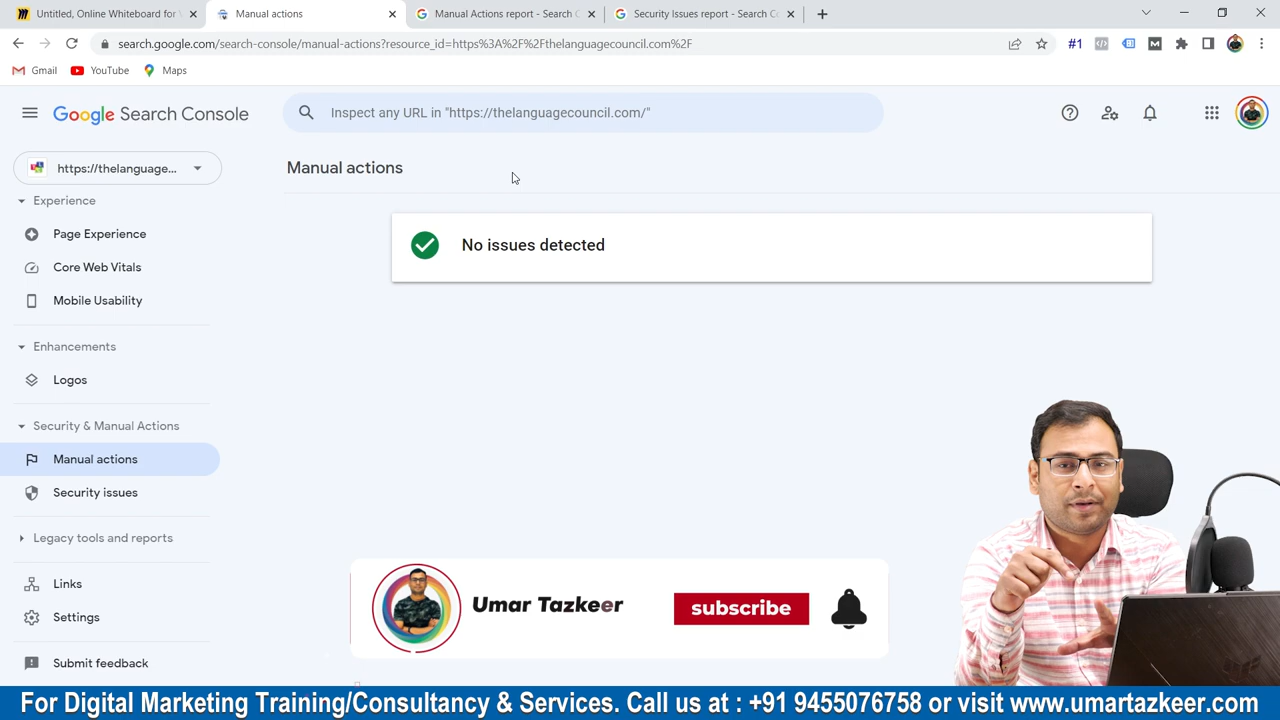 Untitled, Online Whiteboard for V
Manual actions
Manual Actions report - Search C
Security Issues report - Search Co
search.google.com/search-console/manual-actions?resource_id=https%3A%2F%2Fthelanguagecouncil.com%2F
#1
M
Gmail
YouTube
Maps
Google Search Console
Inspect any URL in "https://thelanguagecouncil.com/"
https://thelanguage...
Manual actions
Experience
No issues detected
Page Experience
Core Web Vitals
Mobile Usability
Enhancements
Logos
Security & Manual Actions
Manual actions
Security issues
Legacy tools and reports
Links
Settings
Submit feedback
Umar Tazkeer
subscribe
For Digital Marketing Training/Consultancy & Services. Call us at : +91 9455076758 or visit www.umartazkeer.com